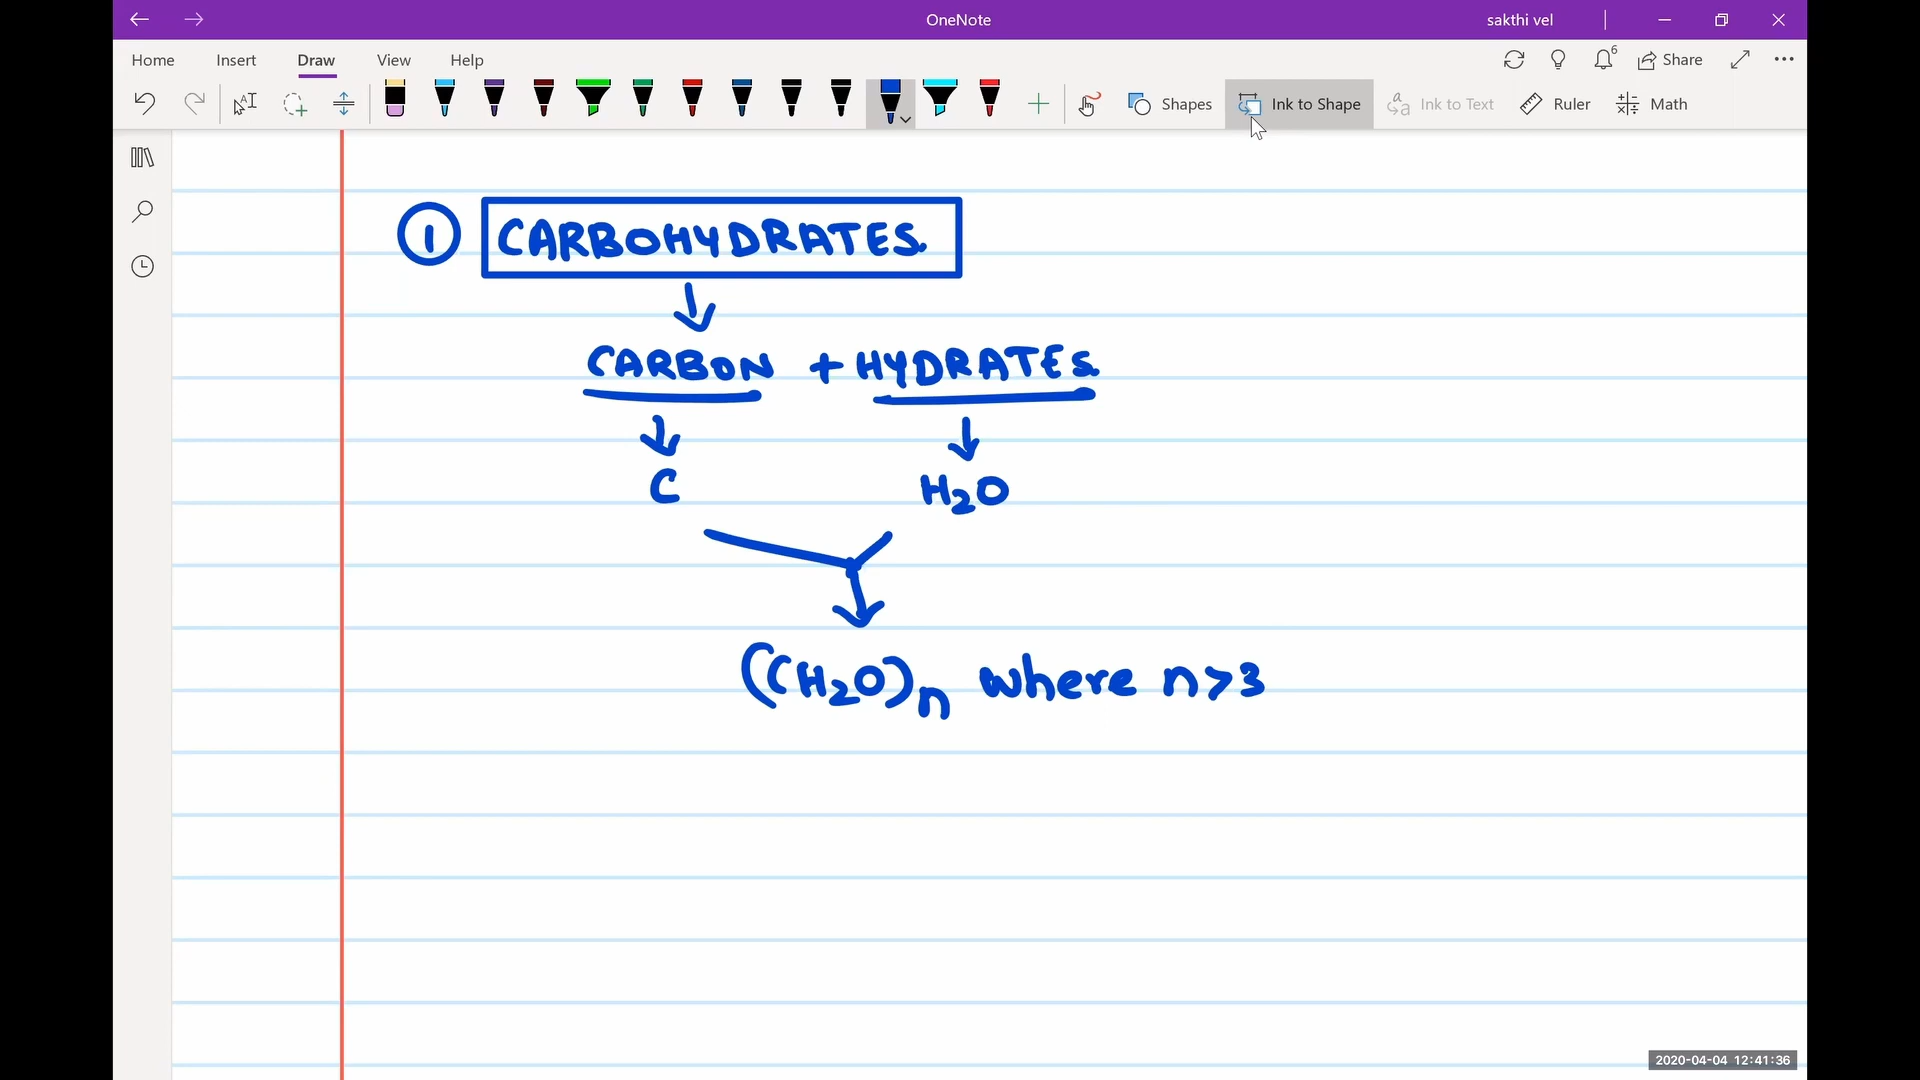 OneNote
sakthi vel
Home Insert Draw View Help
6
Share
Shapes Ink to Shape Ink to Text Ruler Math
1 CARBOHYDRATES.
CARBON + HYDRATES.
C H2O
(CH2O)n where n>3
2020-04-04 12:41:36